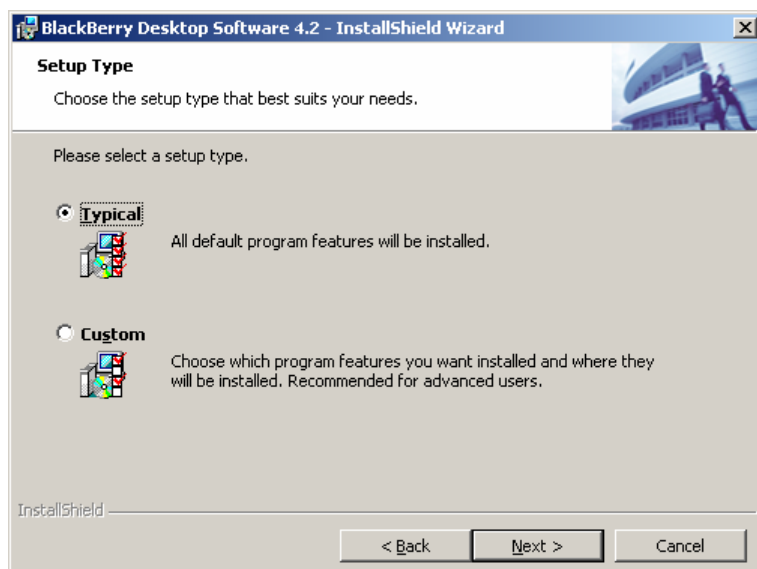 BlackBerry Desktop Software 4.2 - InstallShield Wizard
Setup Type
Choose the setup type that best suits your needs.
Please select a setup type.
Typical
All default program features will be installed.
Custom
Choose which program features you want installed and where they
will be installed. Recommended for advanced users.
InstallShield
< Back
Next >
Cancel